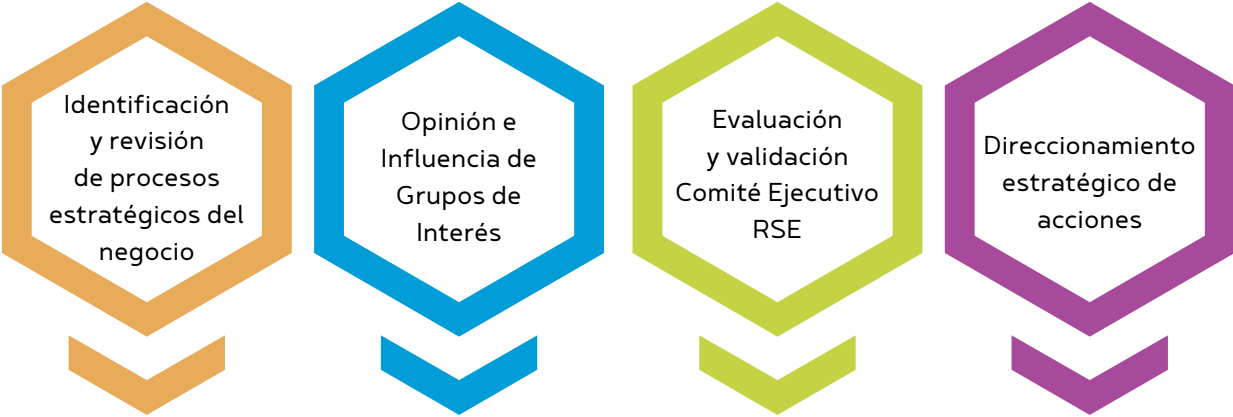 Identificación
y revisión
de procesos
estratégicos del
negocio
Opinión e
Influencia de
Grupos de
Interés
Evaluación
y validación
Comité Ejecutivo
RSE
Direccionamiento
estratégico de
acciones